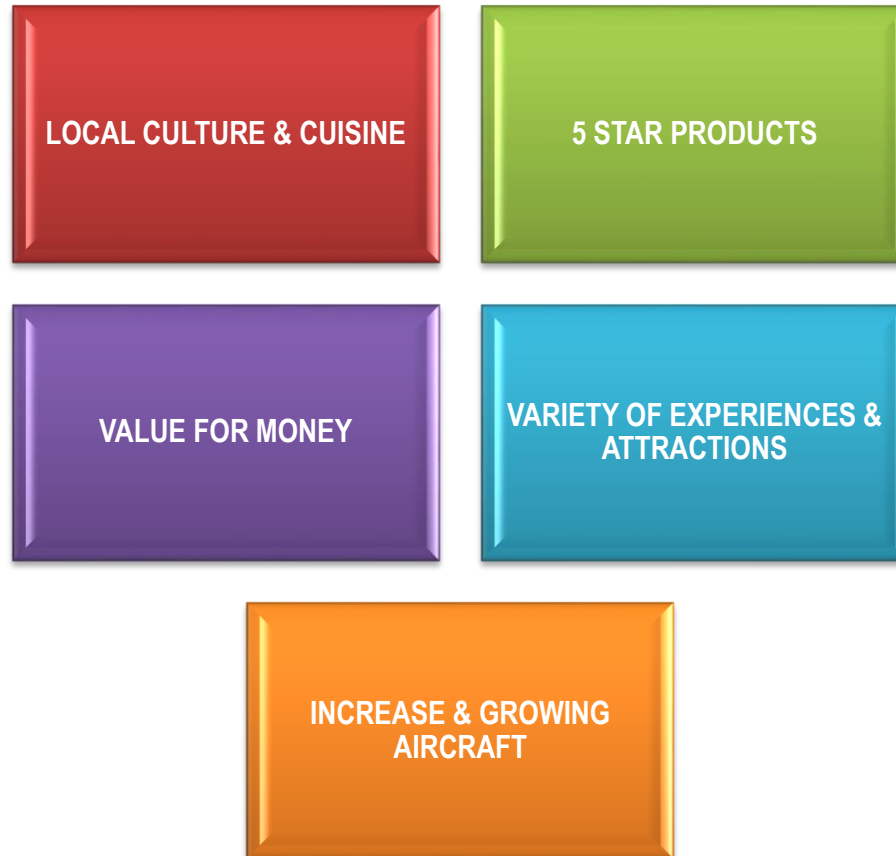 LOCAL CULTURE & CUISINE
5 STAR PRODUCTS
VALUE FOR MONEY
VARIETY OF EXPERIENCES &
ATTRACTIONS
INCREASE & GROWING
AIRCRAFT